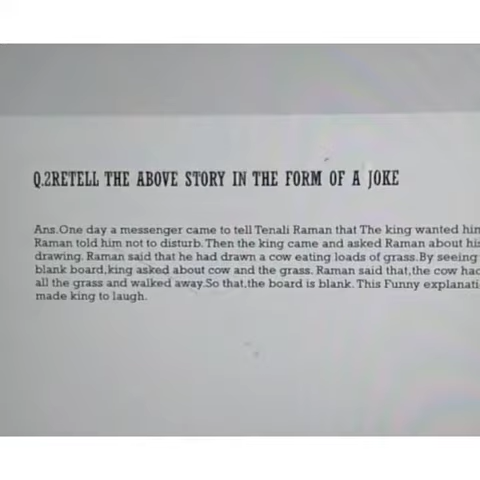 Q.2RETELL THE ABOVE STORY IN THE FORM OF A JOKE
Ans.One day a messenger came to tell Tenali Raman that The king wanted him
Raman told him not to disturb.Then the king came and asked Raman about his
drawing. Raman said that he had drawn a cow eating loads of grass.By seeing
blank board,king asked about cow and the grass. Raman said that,the cow had
all the grass and walked away.So that,the board is blank. This Funny explanati
made king to laugh.